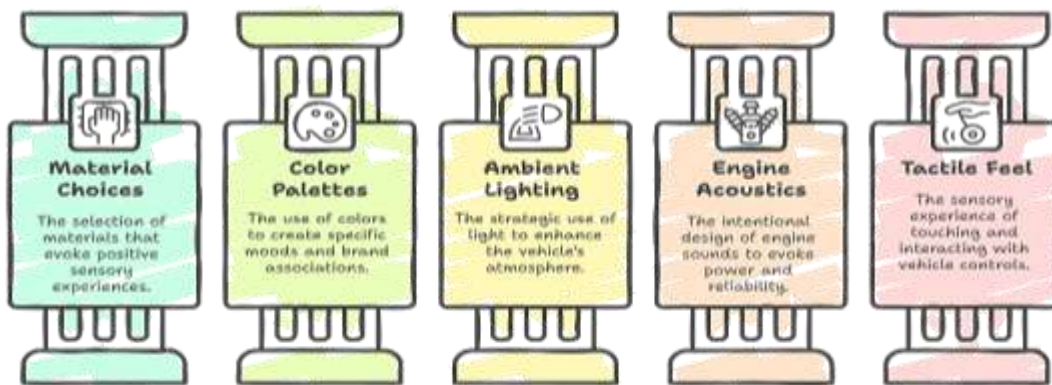 Material
Choices
The selection of
materials that
evoke positive
sensory
experiences.
Color
Palettes
The use of colors
to create specific
moods and brand
associations.
Ambient
Lighting
The strategic use of
light to enhance
the vehicle's
atmosphere.
Engine
Acoustics
The intentional
design of engine
sounds to evoke
power and
reliability.
Tactile Feel
The sensory
experience of
touching and
interacting with
vehicle controls.